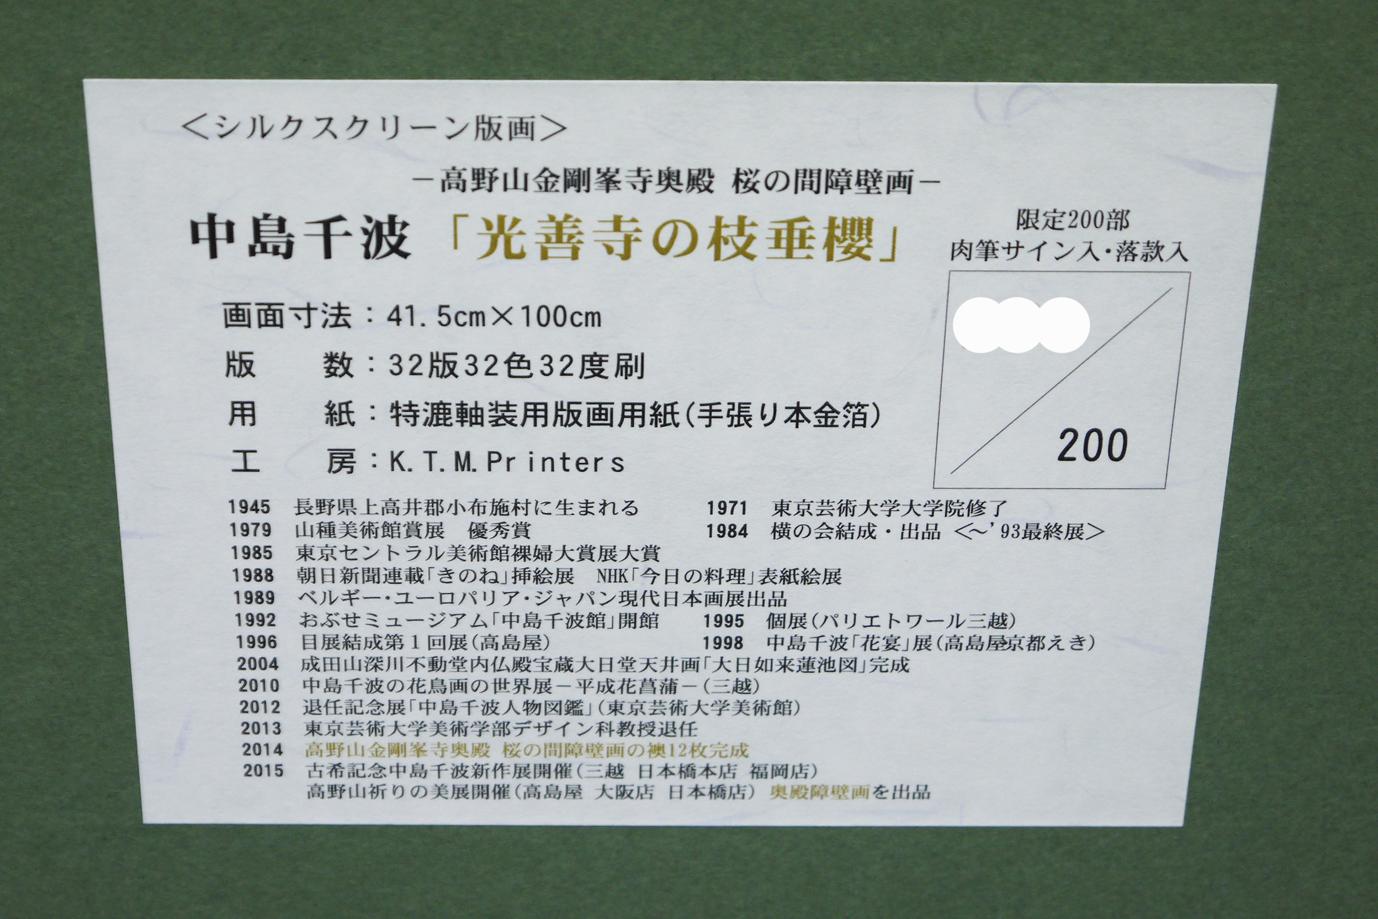 ＜シルクスクリーン版画＞
－高野山金剛峯寺奥殿 桜の間障壁画－
中島千波「光善寺の枝垂櫻」
限定200部
肉筆サイン入・落款入
200
画面寸法：41.5cm×100cm
版　数：32版32色32度刷
用　紙：特漉軸装用版画用紙(手張り本金箔)
工　房：K.T.M.Printers
1945 長野県上高井郡小布施村に生まれる 1971 東京芸術大学大学院修了
1979 山種美術館賞展　優秀賞 1984 横の会結成・出品 ＜～'93最終展＞
1985 東京セントラル美術館裸婦大賞展大賞
1988 朝日新聞連載「きのね」挿絵展　NHK「今日の料理」表紙絵展
1989 ベルギー・ユーロパリア・ジャパン現代日本画展出品
1992 おぶせミュージアム「中島千波館」開館 1995 個展(パリエトワール三越)
1996 目展結成第1回展(高島屋) 1998 中島千波「花宴」展(高島屋京都えき)
2004 成田山深川不動堂内仏殿宝蔵大日堂天井画「大日如来蓮池図」完成
2010 中島千波の花鳥画の世界展－平成花菖蒲－(三越)
2012 退任記念展「中島千波人物図鑑」(東京芸術大学美術館)
2013 東京芸術大学美術学部デザイン科教授退任
2014 高野山金剛峯寺奥殿 桜の間障壁画の襖12枚完成
2015 古希記念中島千波新作展開催(三越 日本橋本店 福岡店)
高野山祈りの美展開催(高島屋 大阪店 日本橋店) 奥殿障壁画を出品